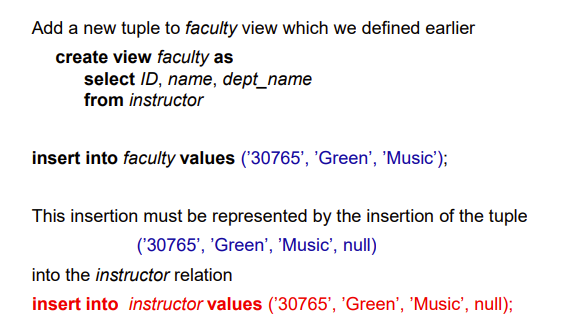 Add a new tuple to faculty view which we defined earlier
create view faculty as
select ID, name, dept_name
from instructor
insert into faculty values (’30765’, ’Green’, ’Music’);
This insertion must be represented by the insertion of the tuple
(’30765’, ’Green’, ’Music’, null)
into the instructor relation
insert into instructor values (’30765’, ’Green’, ’Music’, null);